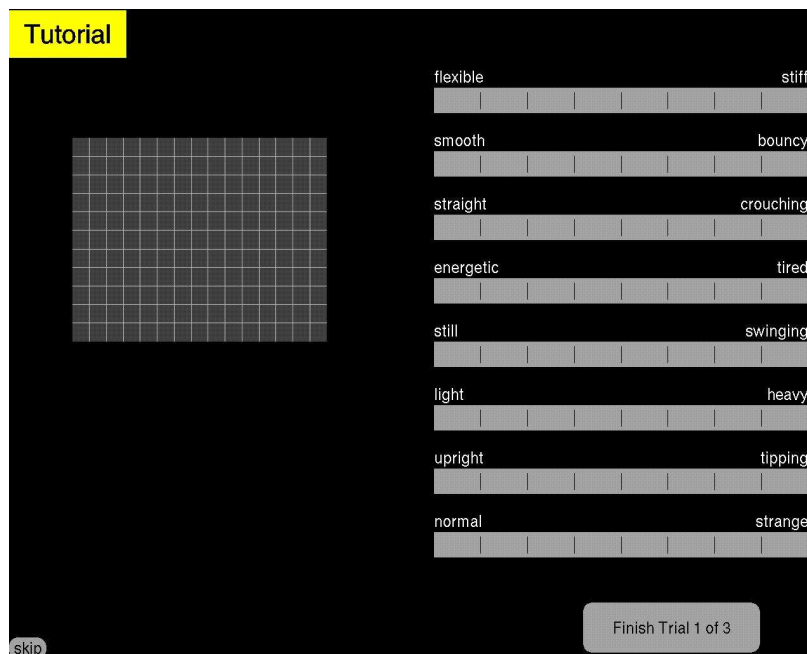 Tutorial
flexible stiff
smooth bouncy
straight crouching
energetic tired
still swinging
light heavy
upright tipping
normal strange
Finish Trial 1 of 3
skip